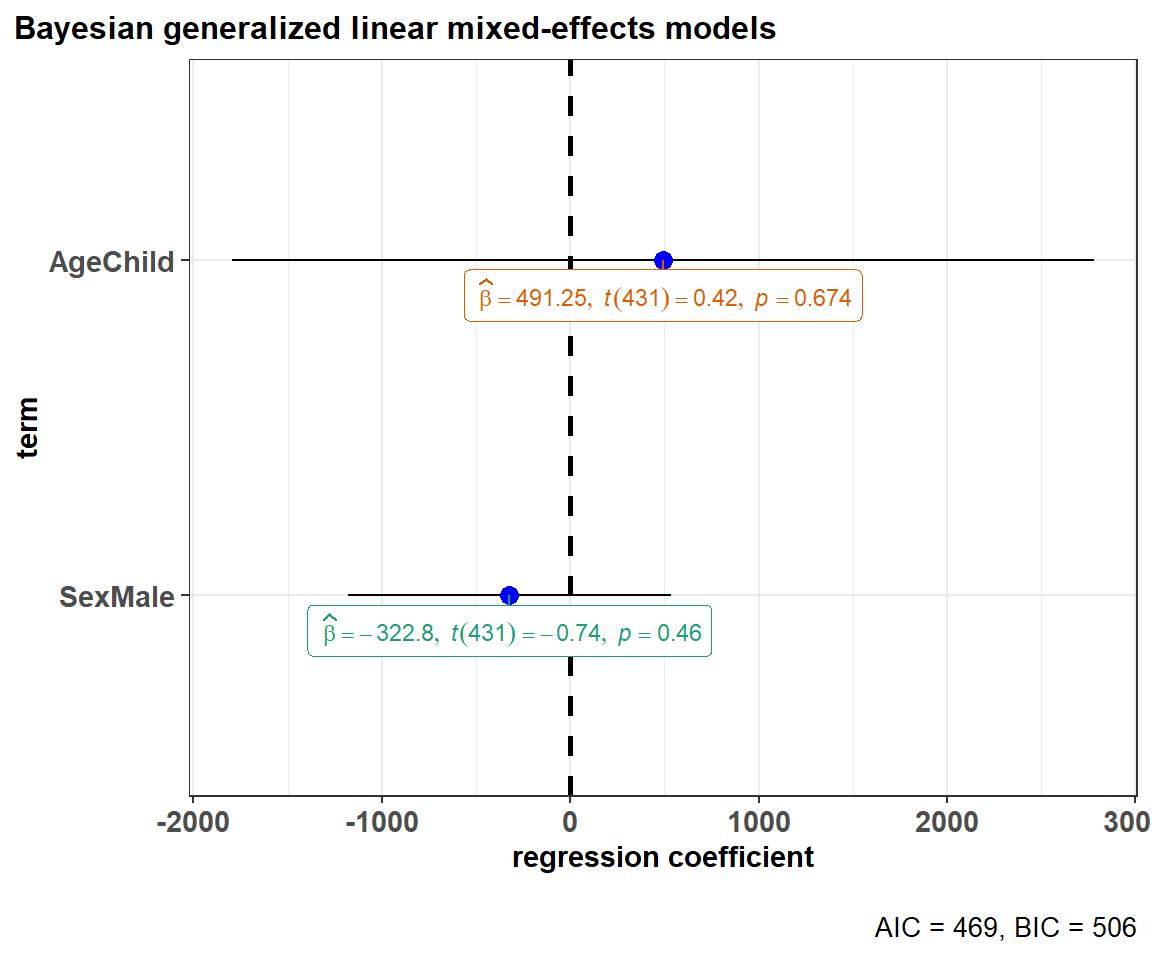 Bayesian generalized linear mixed-effects models
AgeChild
β̂ = 491.25, t(431) = 0.42, p = 0.674
term
SexMale
β̂ = −322.8, t(431) = −0.74, p = 0.46
-2000 -1000 0 1000 2000 300
regression coefficient
AIC = 469, BIC = 506